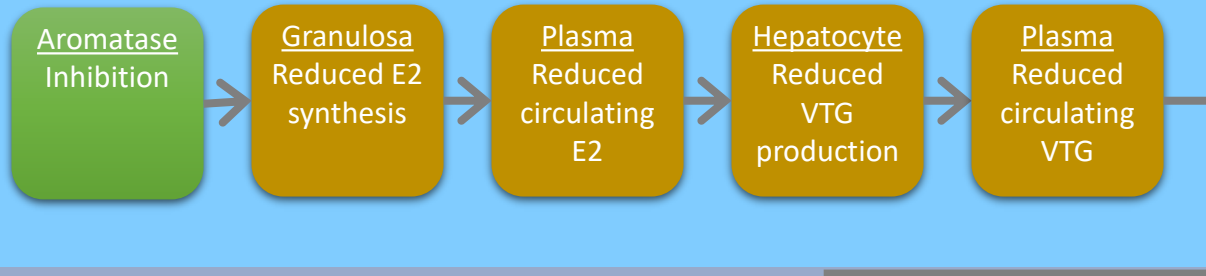 Aromatase
Inhibition
Granulosa
Reduced E2
synthesis
Plasma
Reduced
circulating
E2
Hepatocyte
Reduced
VTG
production
Plasma
Reduced
circulating
VTG